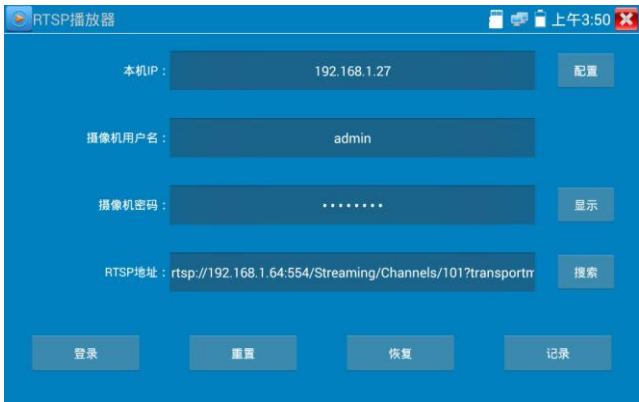 RTSP播放器 上午3:50
本机IP : 192.168.1.27 配置
摄像机用户名 : admin
摄像机密码 : •••••••• 显示
RTSP地址 : rtsp://192.168.1.64:554/Streaming/Channels/101?transportm 搜索
登录 重置 恢复 记录